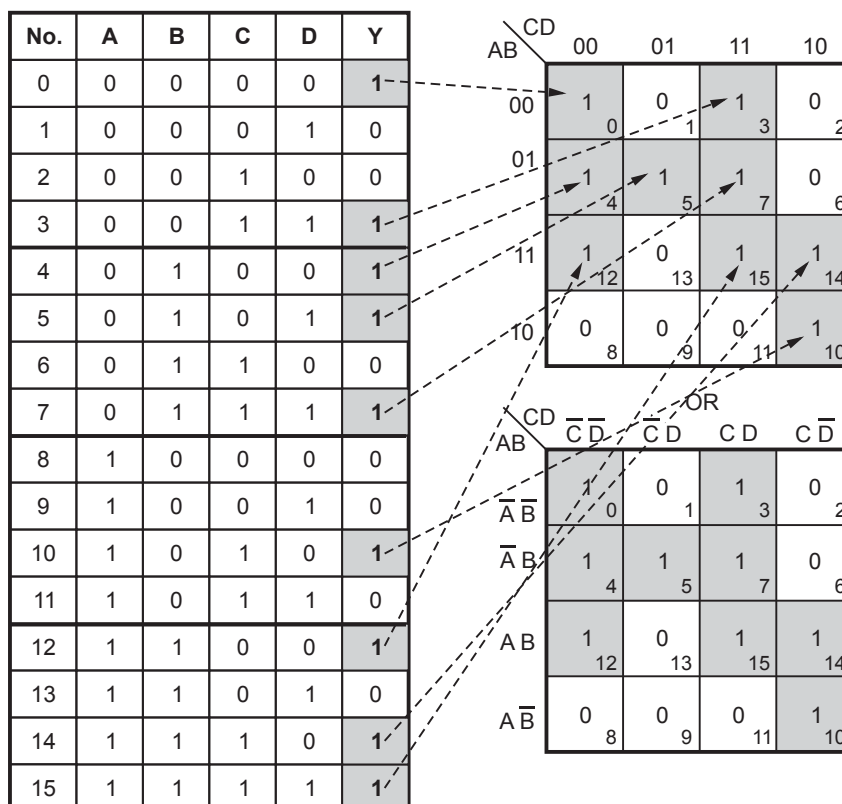 No. A B C D Y
0 0 0 0 0 1
1 0 0 0 1 0
2 0 0 1 0 0
3 0 0 1 1 1
4 0 1 0 0 1
5 0 1 0 1 1
6 0 1 1 0 0
7 0 1 1 1 1
8 1 0 0 0 0
9 1 0 0 1 0
10 1 0 1 0 1
11 1 0 1 1 0
12 1 1 0 0 1
13 1 1 0 1 0
14 1 1 1 0 1
15 1 1 1 1 1
CD
AB 00 01 11 10
00 1 0 1 0
0 1 3 2
01 1 1 1 0
4 5 7 6
11 1 0 1 1
12 13 15 14
10 0 0 0 1
8 9 11 10
OR
CD
AB C̅ D̅ C̅ D C D C D̅
A̅ B̅ 1 0 1 0
0 1 3 2
A̅ B 1 1 1 0
4 5 7 6
A B 1 0 1 1
12 13 15 14
A B̅ 0 0 0 1
8 9 11 10